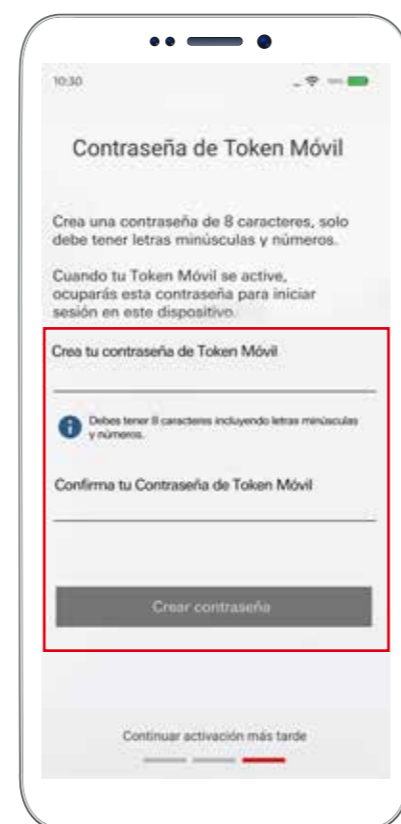 10:30
Contraseña de Token Móvil
Crea una contraseña de 8 caracteres, solo
debe tener letras minúsculas y números.
Cuando tu Token Móvil se active,
ocuparás esta contraseña para iniciar
sesión en este dispositivo.
Crea tu contraseña de Token Móvil
Debes tener 8 caracteres incluyendo letras minúsculas
y números.
Confirma tu Contraseña de Token Móvil
Crear contraseña
Continuar activación más tarde